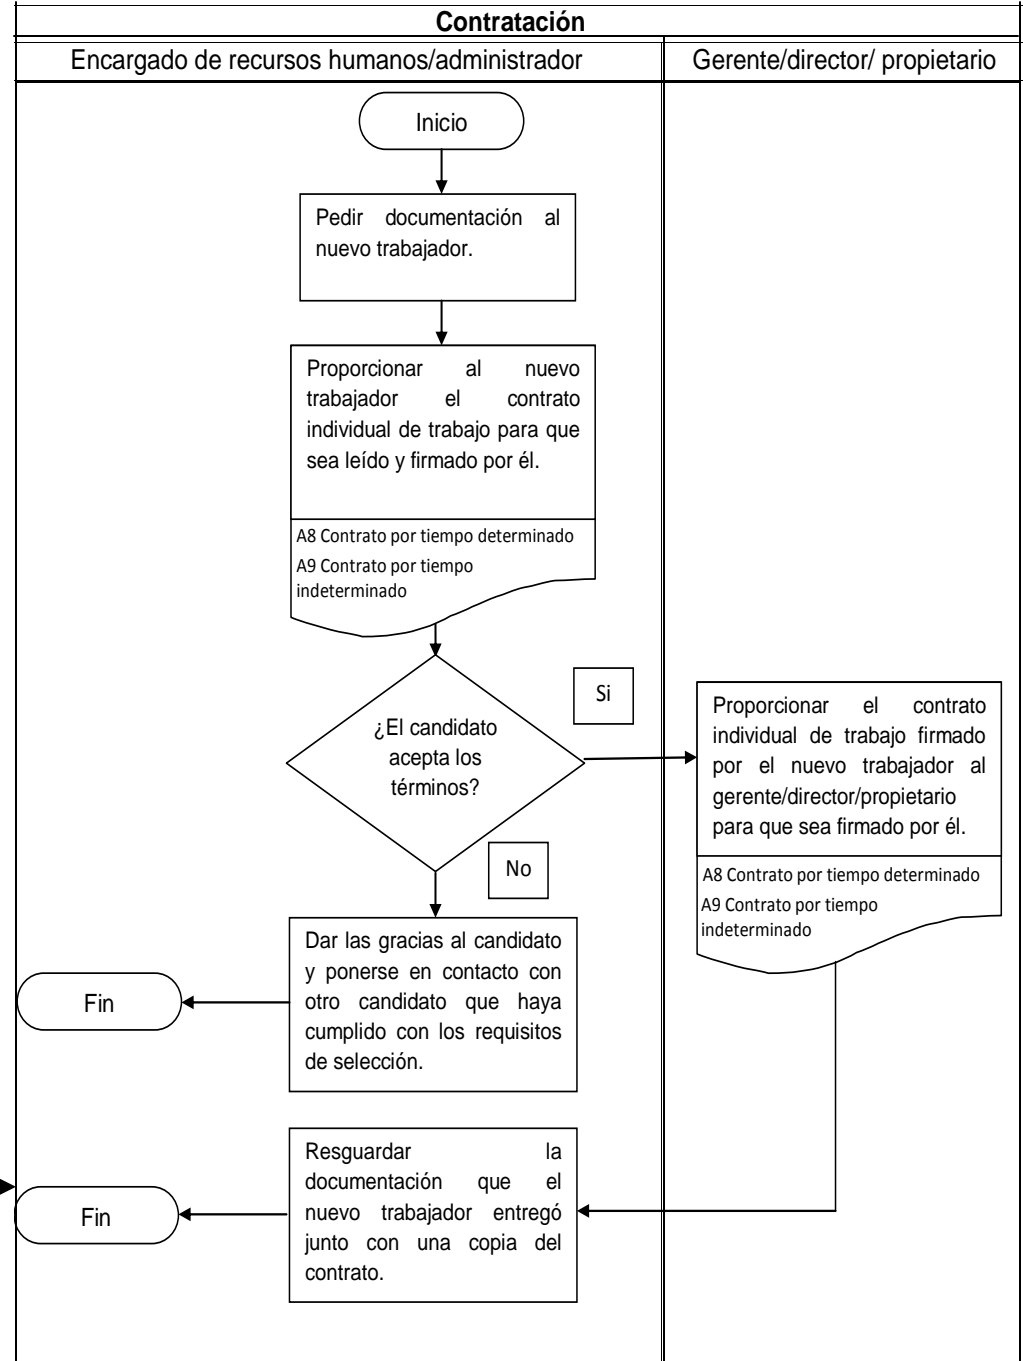 Contratación
Encargado de recursos humanos/administrador
Gerente/director/ propietario
Inicio
Pedir documentación al
nuevo trabajador.
Proporcionar al nuevo
trabajador el contrato
individual de trabajo para que
sea leído y firmado por él.
A8 Contrato por tiempo determinado
A9 Contrato por tiempo
indeterminado
¿El candidato
acepta los
términos?
Si
Proporcionar el contrato
individual de trabajo firmado
por el nuevo trabajador al
gerente/director/propietario
para que sea firmado por él.
A8 Contrato por tiempo determinado
A9 Contrato por tiempo
indeterminado
No
Dar las gracias al candidato
y ponerse en contacto con
otro candidato que haya
cumplido con los requisitos
de selección.
Fin
Resguardar la
documentación que el
nuevo trabajador entregó
junto con una copia del
contrato.
Fin